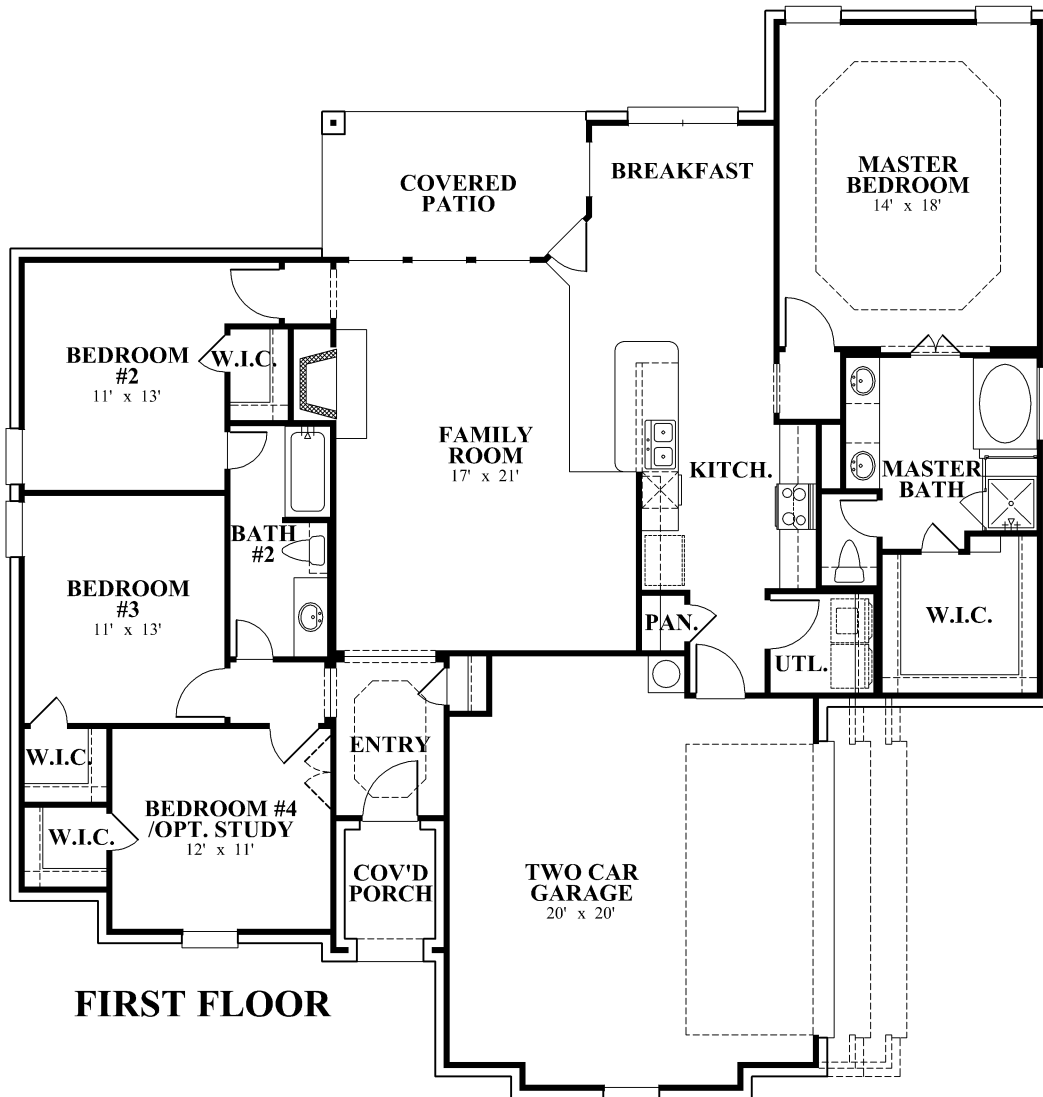 MASTER
BEDROOM
14' x 18'
BREAKFAST
COVERED
PATIO
BEDROOM
#2
11' x 13'
W.I.C.
FAMILY
ROOM
17' x 21'
KITCH.
MASTER
BATH
BATH
#2
BEDROOM
#3
11' x 13'
PAN.
UTL.
W.I.C.
ENTRY
W.I.C.
W.I.C.
BEDROOM #4
/OPT. STUDY
12' x 11'
COV'D
PORCH
TWO CAR
GARAGE
20' x 20'
FIRST FLOOR